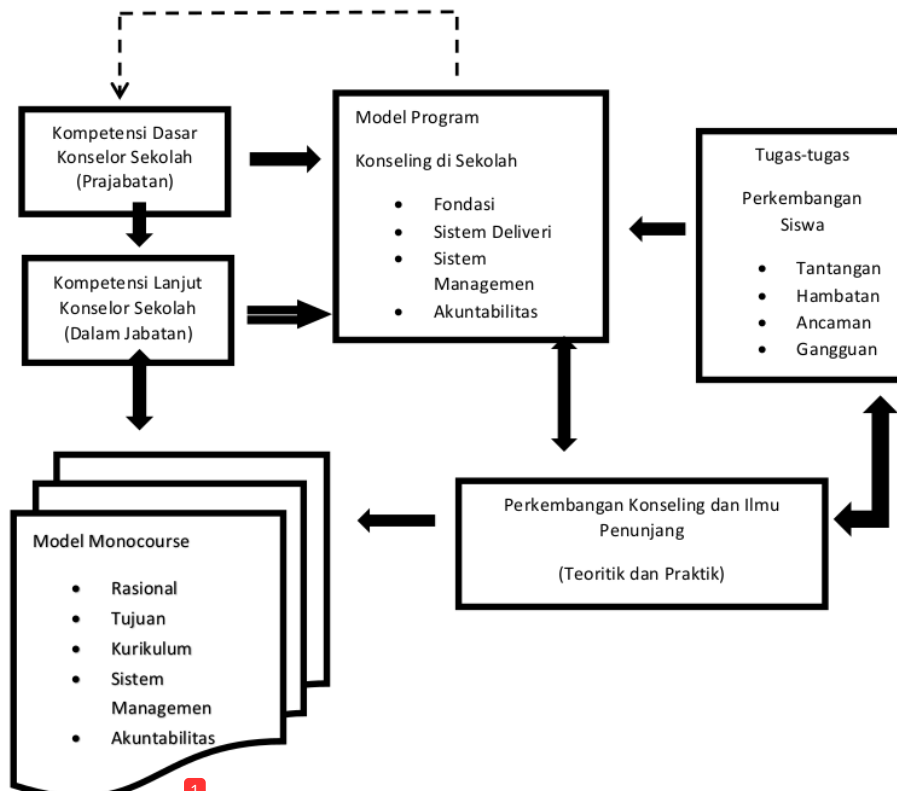 Kompetensi Dasar
Konselor Sekolah
(Prajabatan)
Kompetensi Lanjut
Konselor Sekolah
(Dalam Jabatan)
Model Program
Konseling di Sekolah
• Fondasi
• Sistem Deliveri
• Sistem
Managemen
• Akuntabilitas
Tugas-tugas
Perkembangan
Siswa
• Tantangan
• Hambatan
• Ancaman
• Gangguan
Model Monocourse
• Rasional
• Tujuan
• Kurikulum
• Sistem
Managemen
• Akuntabilitas
Perkembangan Konseling dan Ilmu
Penunjang
(Teoritik dan Praktik)
1